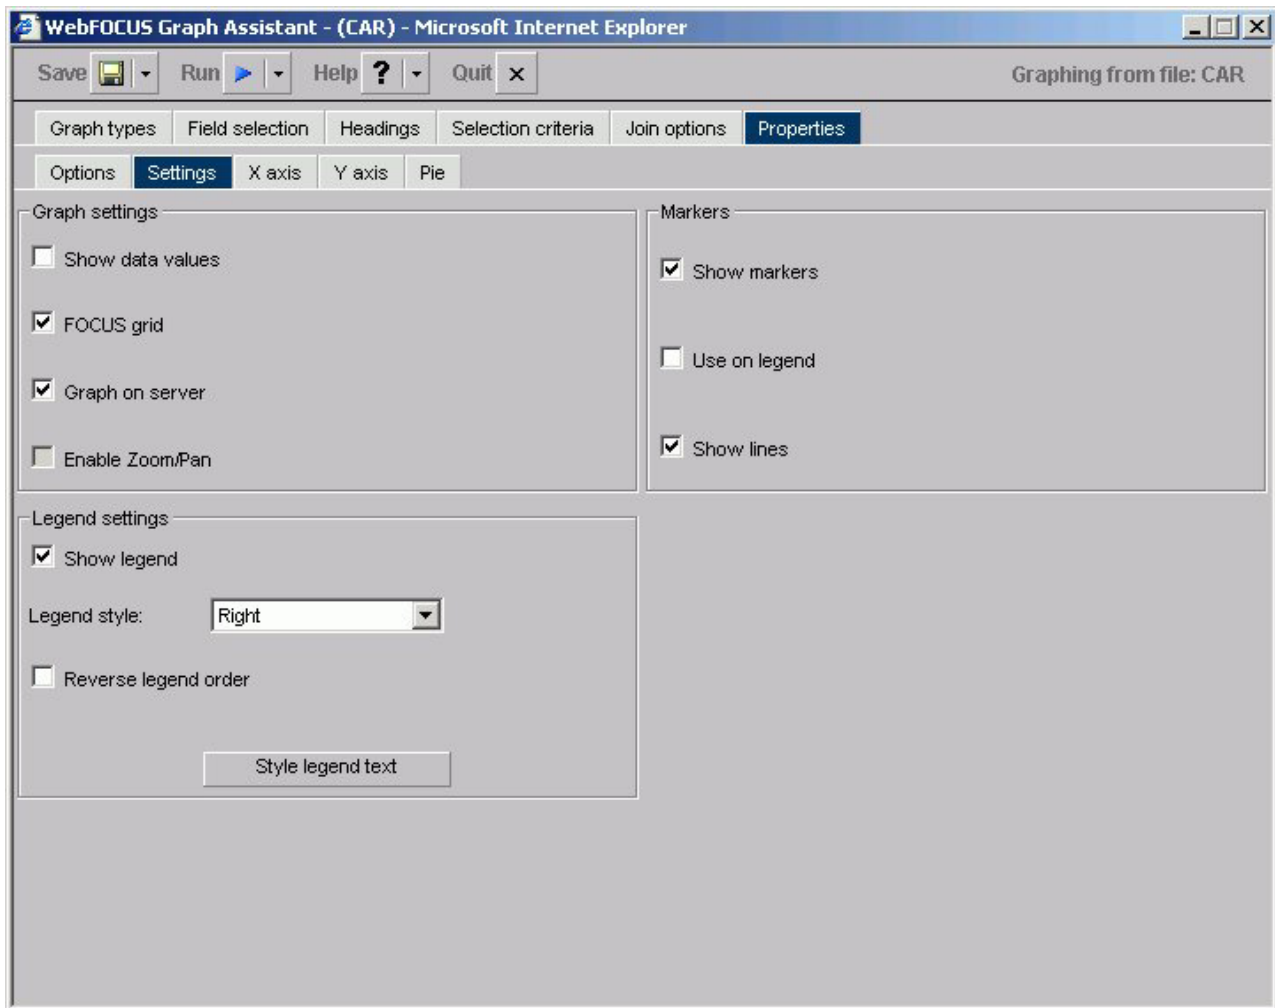 WebFOCUS Graph Assistant - (CAR) - Microsoft Internet Explorer
Save Run Help ? Quit x Graphing from file: CAR
Graph types Field selection Headings Selection criteria Join options Properties
Options Settings X axis Y axis Pie
Graph settings
Show data values
FOCUS grid
Graph on server
Enable Zoom/Pan
Markers
Show markers
Use on legend
Show lines
Legend settings
Show legend
Legend style: Right
Reverse legend order
Style legend text